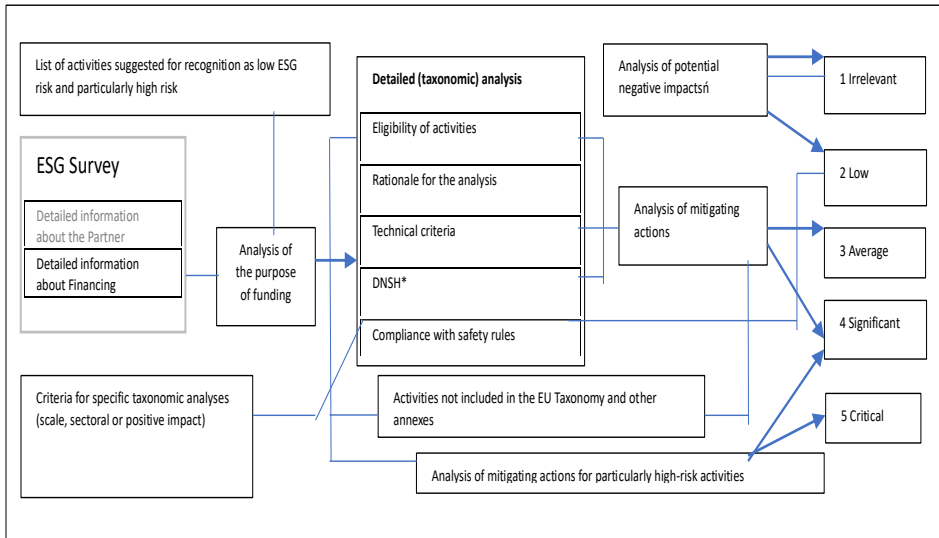 List of activities suggested for recognition as low ESG
risk and particularly high risk
ESG Survey
Detailed information
about the Partner
Detailed information
about Financing
Analysis of
the purpose
of funding
Criteria for specific taxonomic analyses
(scale, sectoral or positive impact)
Detailed (taxonomic) analysis
Eligibility of activities
Rationale for the analysis
Technical criteria
DNSH*
Compliance with safety rules
Activities not included in the EU Taxonomy and other
annexes
Analysis of mitigating actions for particularly high-risk activities
Analysis of potential
negative impactsń
Analysis of mitigating
actions
1 Irrelevant
2 Low
3 Average
4 Significant
5 Critical